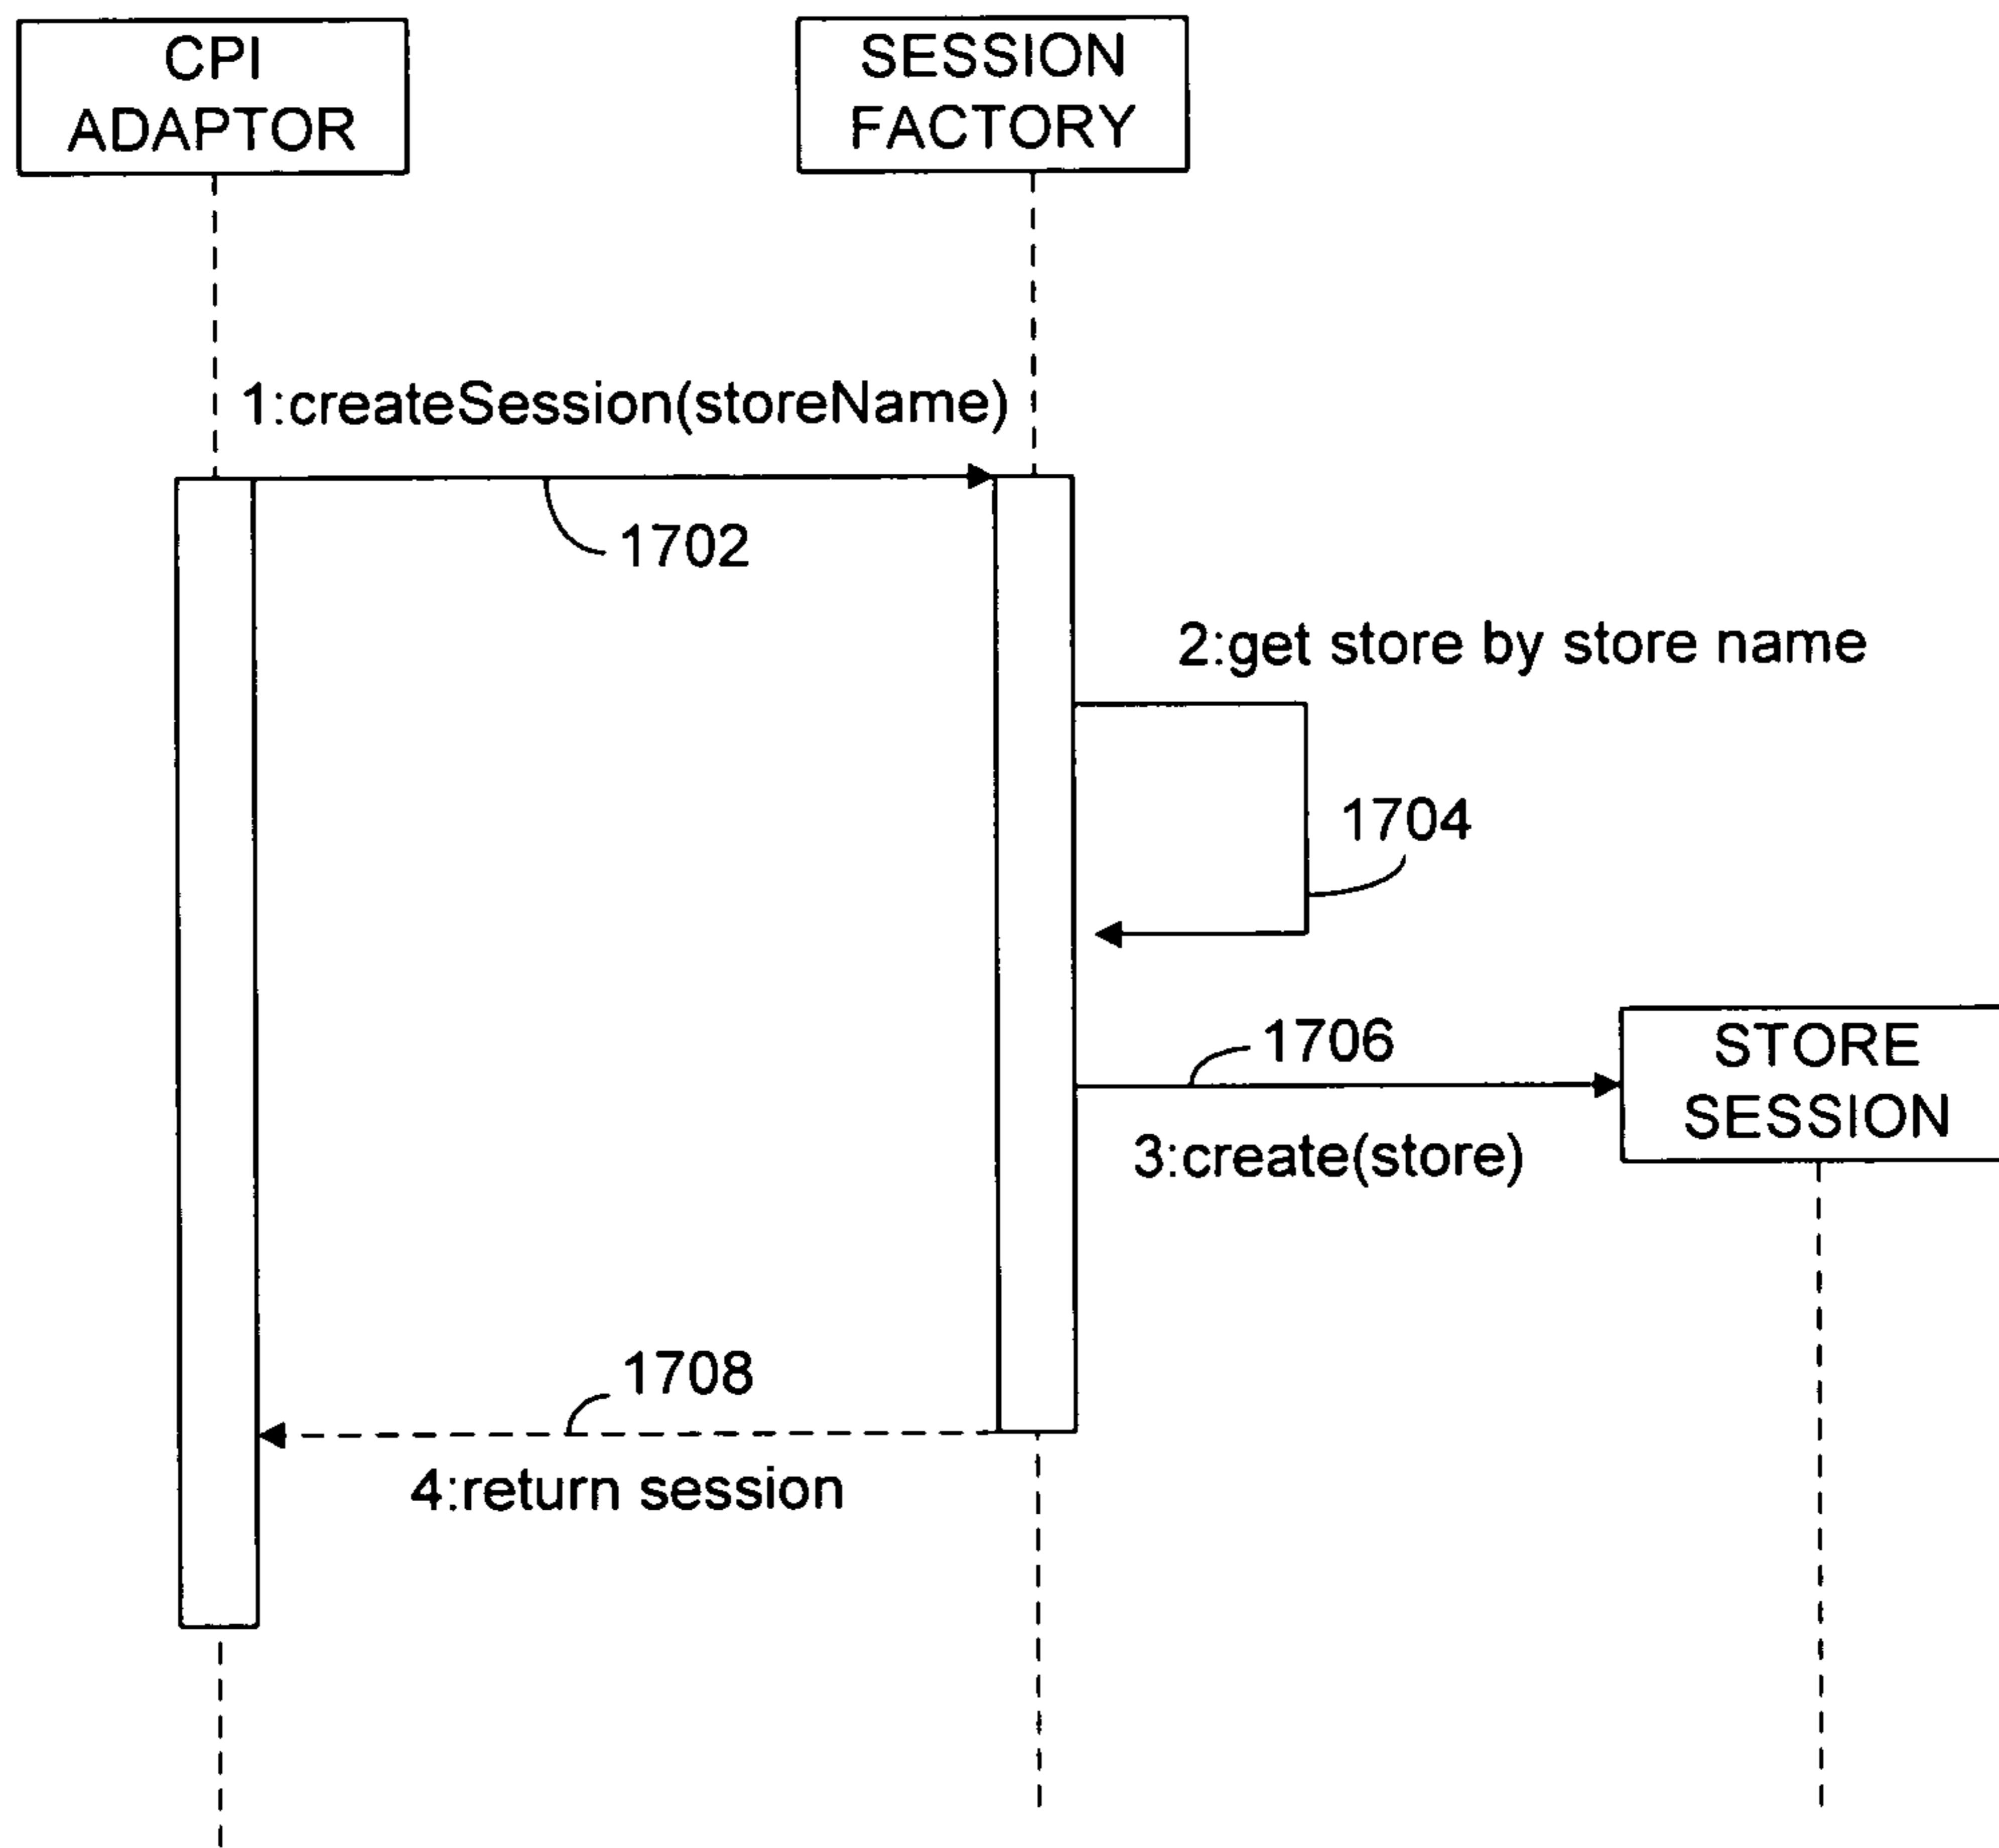 CPI
ADAPTOR
SESSION
FACTORY
1:createSession(storeName)
1702
2:get store by store name
1704
1706
STORE
SESSION
3:create(store)
1708
4:return session